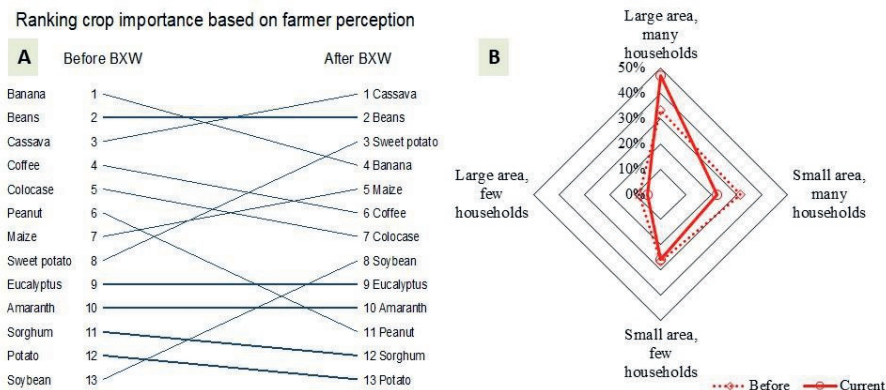 Ranking crop importance based on farmer perception
A Before BXW After BXW
Banana 1 1 Cassava
Beans 2 2 Beans
Cassava 3 3 Sweet potato
Coffee 4 4 Banana
Colocase 5 5 Maize
Peanut 6 6 Coffee
Maize 7 7 Colocase
Sweet potato 8 8 Soybean
Eucalyptus 9 9 Eucalyptus
Amaranth 10 10 Amaranth
Sorghum 11 11 Peanut
Potato 12 12 Sorghum
Soybean 13 13 Potato
B
Large area,
many
households
50%
40%
30%
20%
10%
0%
Large area,
few
households
Small area,
many
households
Small area,
few
households
Before Current